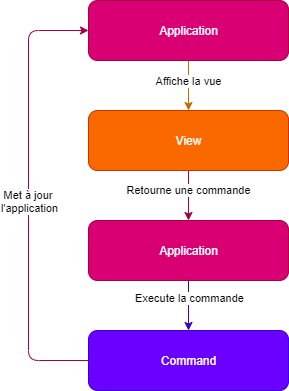 Application
Affiche la vue
View
Retourne une commande
Met à jour
l'application
Application
Execute la commande
Command